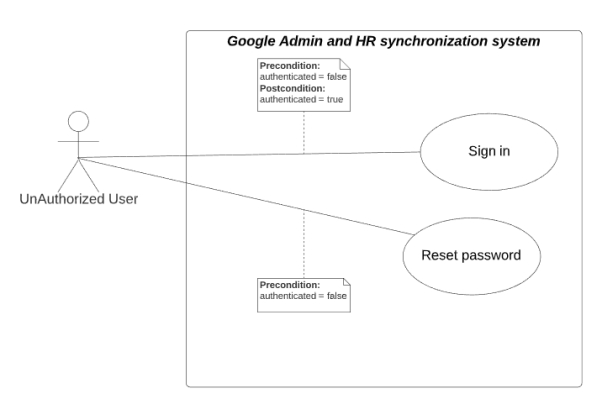 Google Admin and HR synchronization system
Precondition:
authenticated = false
Postcondition:
authenticated = true
Sign in
UnAuthorized User
Reset password
Precondition:
authenticated = false